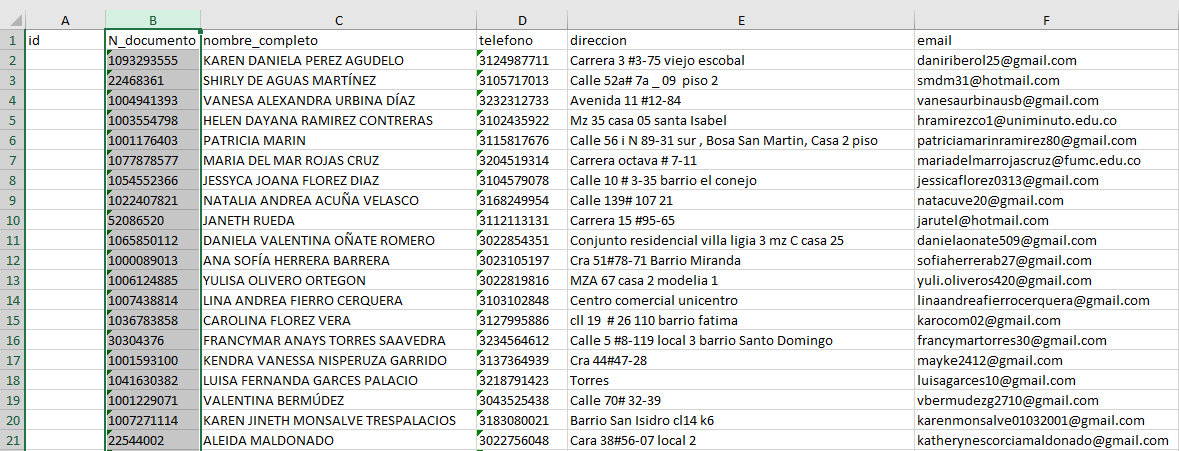 A B C D E F
1 id N_documento nombre_completo telefono direccion email
2 1093293555 KAREN DANIELA PEREZ AGUDELO 3124987711 Carrera 3 #3-75 viejo escobal daniriberol25@gmail.com
3 22468361 SHIRLY DE AGUAS MARTÍNEZ 3105717013 Calle 52a# 7a _ 09 piso 2 smdm31@hotmail.com
4 1004941393 VANESA ALEXANDRA URBINA DÍAZ 3232312733 Avenida 11 #12-84 vanesaurbinausb@gmail.com
5 1003554798 HELEN DAYANA RAMIREZ CONTRERAS 3102435922 Mz 35 casa 05 santa Isabel hramirezco1@uniminuto.edu.co
6 1001176403 PATRICIA MARIN 3115817676 Calle 56 i N 89-31 sur , Bosa San Martin, Casa 2 piso patriciamarinramirez80@gmail.com
7 1077878577 MARIA DEL MAR ROJAS CRUZ 3204519314 Carrera octava # 7-11 mariadelmarrojascruz@fumc.edu.co
8 1054552366 JESSYCA JOANA FLOREZ DIAZ 3104579078 Calle 10 # 3-35 barrio el conejo jessicaflorez0313@gmail.com
9 1022407821 NATALIA ANDREA ACUÑA VELASCO 3168249954 Calle 139# 107 21 natacuve20@gmail.com
10 52086520 JANETH RUEDA 3112113131 Carrera 15 #95-65 jarutel@hotmail.com
11 1065850112 DANIELA VALENTINA OÑATE ROMERO 3022854351 Conjunto residencial villa ligia 3 mz C casa 25 danielaonate509@gmail.com
12 1000089013 ANA SOFÍA HERRERA BARRERA 3023105197 Cra 51#78-71 Barrio Miranda sofiaherrerab27@gmail.com
13 1006124885 YULISA OLIVERO ORTEGON 3022819816 MZA 67 casa 2 modelia 1 yuli.oliveros420@gmail.com
14 1007438814 LINA ANDREA FIERRO CERQUERA 3103102848 Centro comercial unicentro linaandreafierrocerquera@gmail.com
15 1036783858 CAROLINA FLOREZ VERA 3127995886 cll 19 # 26 110 barrio fatima karocom02@gmail.com
16 30304376 FRANCYMAR ANAYS TORRES SAAVEDRA 3234564612 Calle 5 #8-119 local 3 barrio Santo Domingo francymartorres30@gmail.com
17 1001593100 KENDRA VANESSA NISPERUZA GARRIDO 3137364939 Cra 44#47-28 mayke2412@gmail.com
18 1041630382 LUISA FERNANDA GARCES PALACIO 3218791423 Torres luisagarces10@gmail.com
19 1001229071 VALENTINA BERMÚDEZ 3043525438 Calle 70# 32-39 vbermudezg2710@gmail.com
20 1007271114 KAREN JINETH MONSALVE TRESPALACIOS 3183080021 Barrio San Isidro cl14 k6 karenmonsalve01032001@gmail.com
21 22544002 ALEIDA MALDONADO 3022756048 Cara 38#56-07 local 2 katherynescorciamaldonado@gmail.com